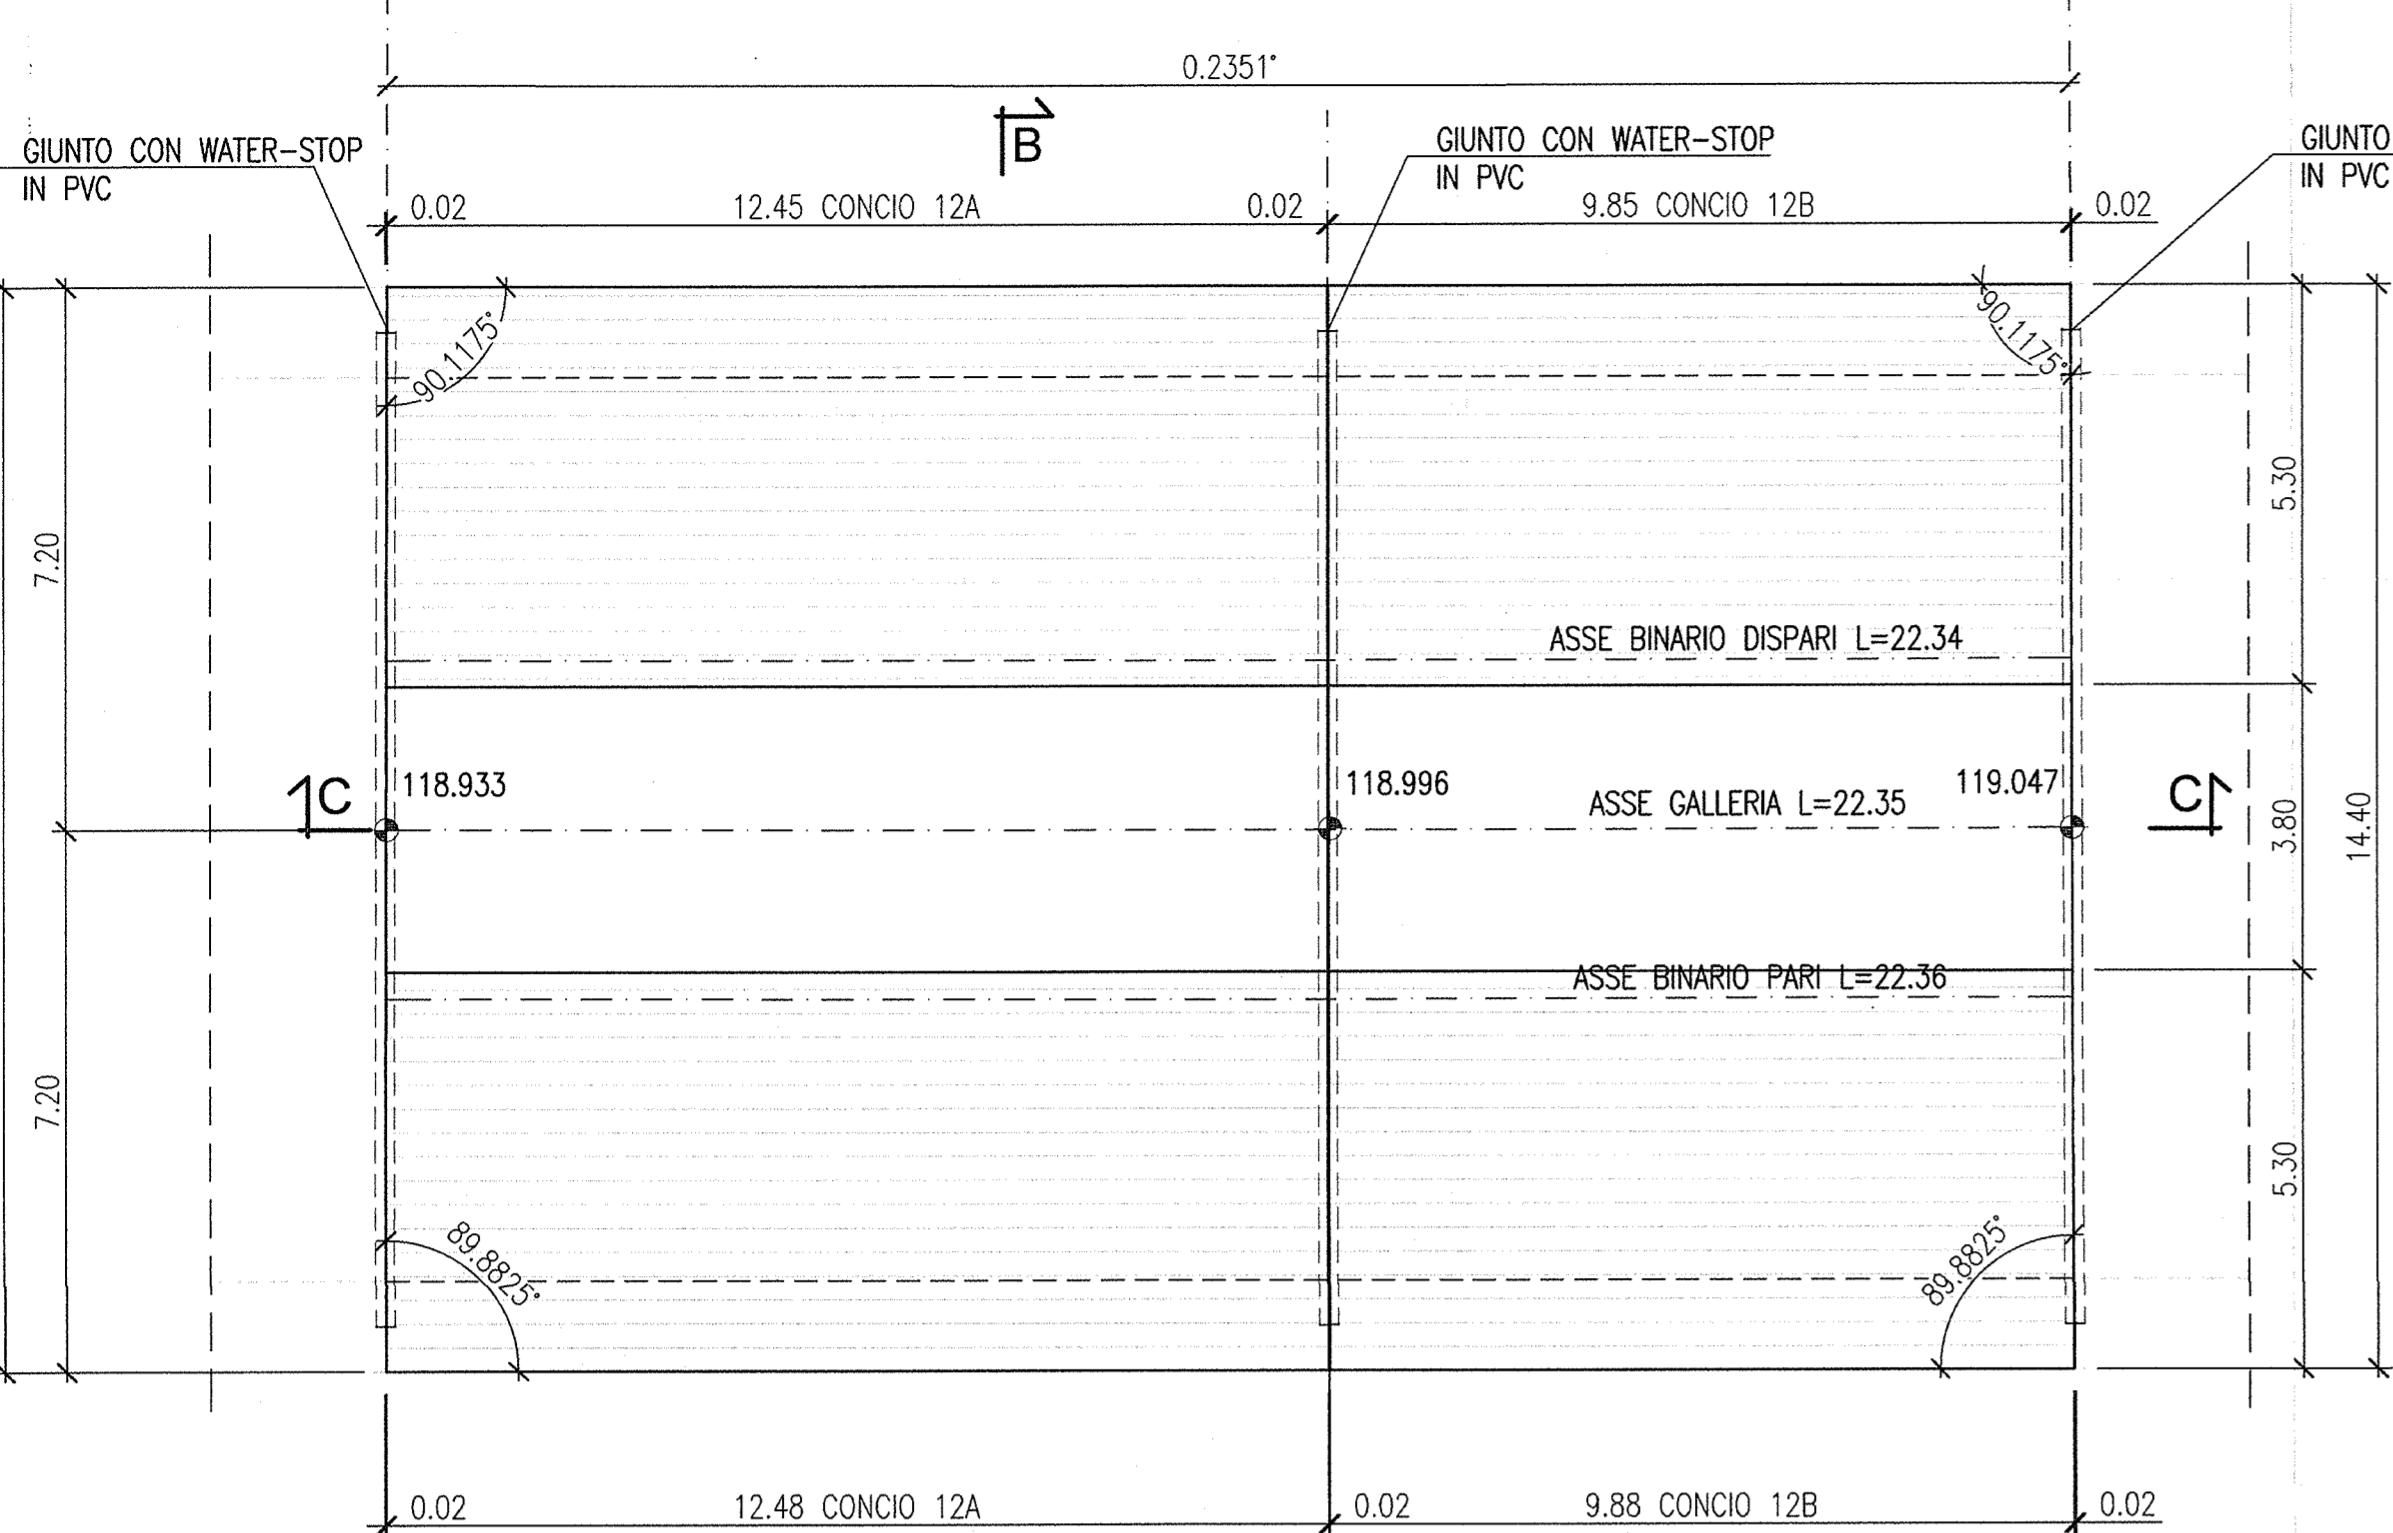 0.2351°
B
GIUNTO CON WATER-STOP
IN PVC
GIUNTO CON WATER-STOP
IN PVC
GIUNTO
IN PVC
0.02
12.45 CONCIO 12A
0.02
9.85 CONCIO 12B
0.02
90.1175°
90.1175°
7.20
5.30
ASSE BINARIO DISPARI L=22.34
C
118.933
118.996
ASSE GALLERIA L=22.35
119.047
C
3.80
14.40
ASSE BINARIO PARI L=22.36
7.20
5.30
89.8825°
89.8825°
0.02
12.48 CONCIO 12A
0.02
9.88 CONCIO 12B
0.02